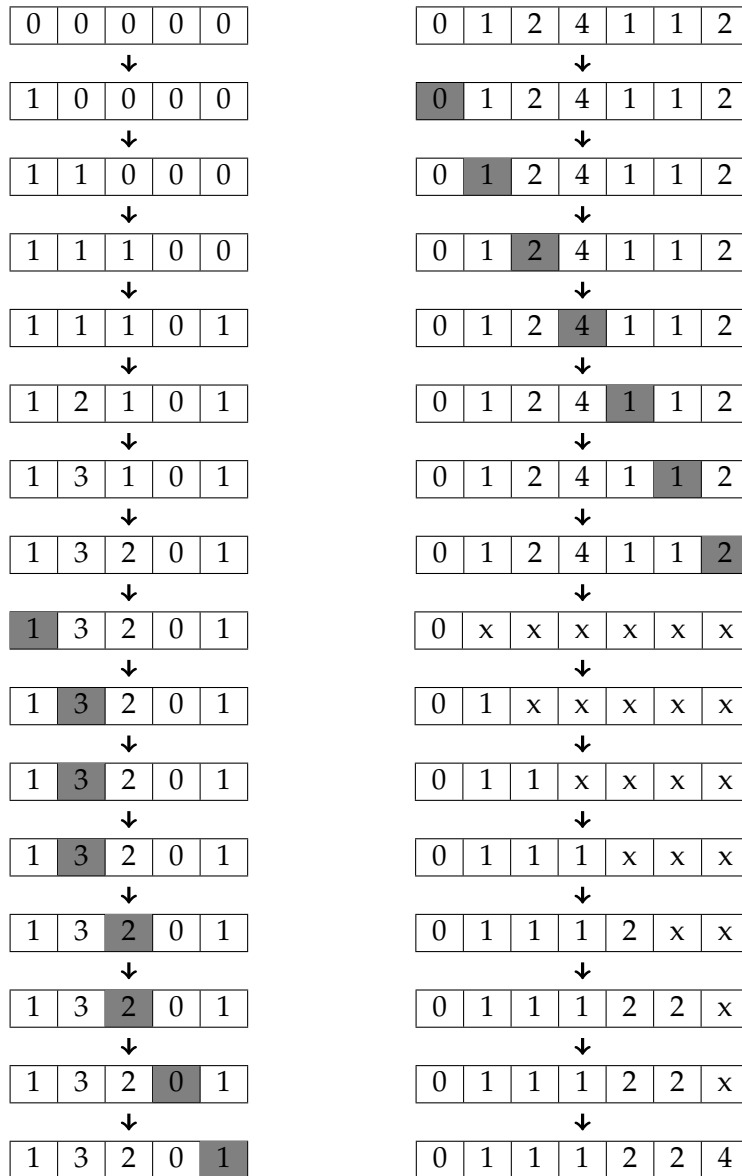 0 0 0 0 0 0 1 2 4 1 1 2
↓ ↓
1 0 0 0 0 0 1 2 4 1 1 2
↓ ↓
1 1 0 0 0 0 1 2 4 1 1 2
↓ ↓
1 1 1 0 0 0 1 2 4 1 1 2
↓ ↓
1 1 1 0 1 0 1 2 4 1 1 2
↓ ↓
1 2 1 0 1 0 1 2 4 1 1 2
↓ ↓
1 3 1 0 1 0 1 2 4 1 1 2
↓ ↓
1 3 2 0 1 0 1 2 4 1 1 2
↓ ↓
1 3 2 0 1 0 x x x x x x
↓ ↓
1 3 2 0 1 0 1 x x x x x
↓ ↓
1 3 2 0 1 0 1 1 x x x x
↓ ↓
1 3 2 0 1 0 1 1 1 x x x
↓ ↓
1 3 2 0 1 0 1 1 1 2 x x
↓ ↓
1 3 2 0 1 0 1 1 1 2 2 x
↓ ↓
1 3 2 0 1 0 1 1 1 2 2 x
↓ ↓
1 3 2 0 1 0 1 1 1 2 2 4